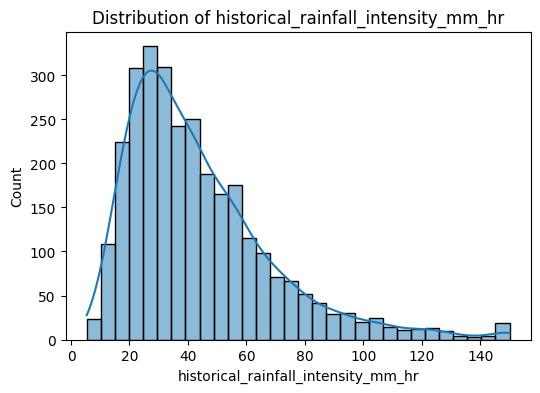 Distribution of historical_rainfall_intensity_mm_hr
300
250
200
150
100
50
0
Count
0 20 40 60 80 100 120 140
historical_rainfall_intensity_mm_hr